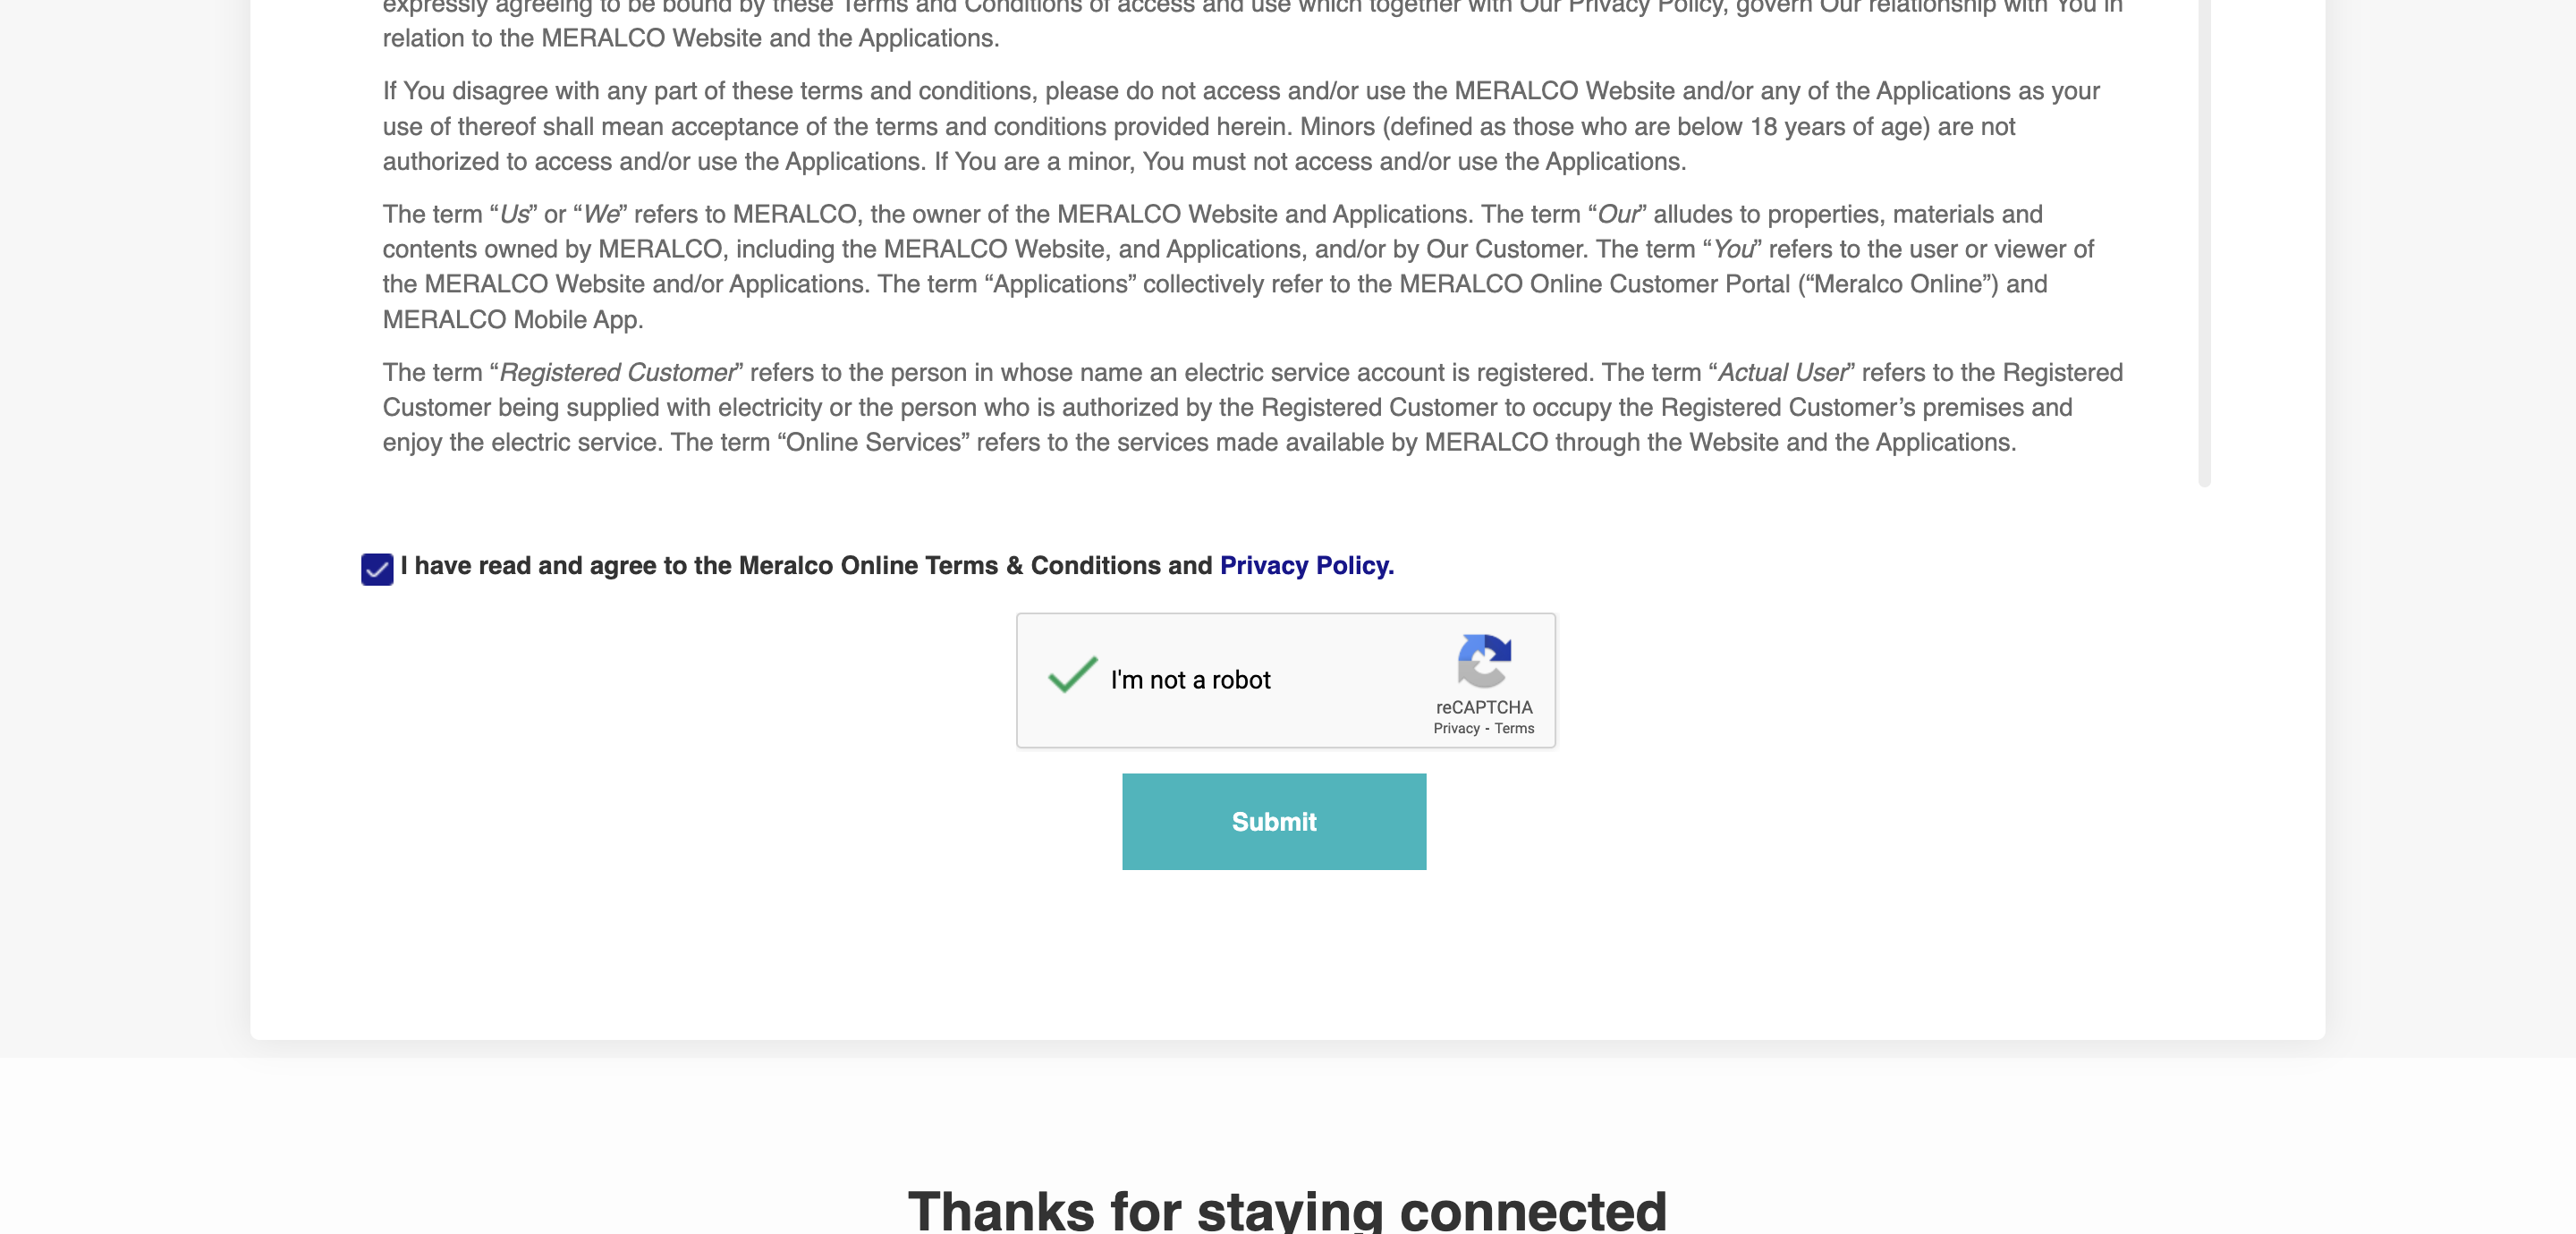 expressly agreeing to be bound by these Terms and Conditions of access and use which together with Our Privacy Policy, govern Our relationship with You in
relation to the MERALCO Website and the Applications.
If You disagree with any part of these terms and conditions, please do not access and/or use the MERALCO Website and/or any of the Applications as your
use of thereof shall mean acceptance of the terms and conditions provided herein. Minors (defined as those who are below 18 years of age) are not
authorized to access and/or use the Applications. If You are a minor, You must not access and/or use the Applications.
The term “Us” or “We” refers to MERALCO, the owner of the MERALCO Website and Applications. The term “Our” alludes to properties, materials and
contents owned by MERALCO, including the MERALCO Website, and Applications, and/or by Our Customer. The term “You” refers to the user or viewer of
the MERALCO Website and/or Applications. The term “Applications” collectively refer to the MERALCO Online Customer Portal (“Meralco Online”) and
MERALCO Mobile App.
The term “Registered Customer” refers to the person in whose name an electric service account is registered. The term “Actual User” refers to the Registered
Customer being supplied with electricity or the person who is authorized by the Registered Customer to occupy the Registered Customer’s premises and
enjoy the electric service. The term “Online Services” refers to the services made available by MERALCO through the Website and the Applications.
I have read and agree to the Meralco Online Terms & Conditions and Privacy Policy.
I'm not a robot
reCAPTCHA
Privacy - Terms
Submit
Thanks for staying connected